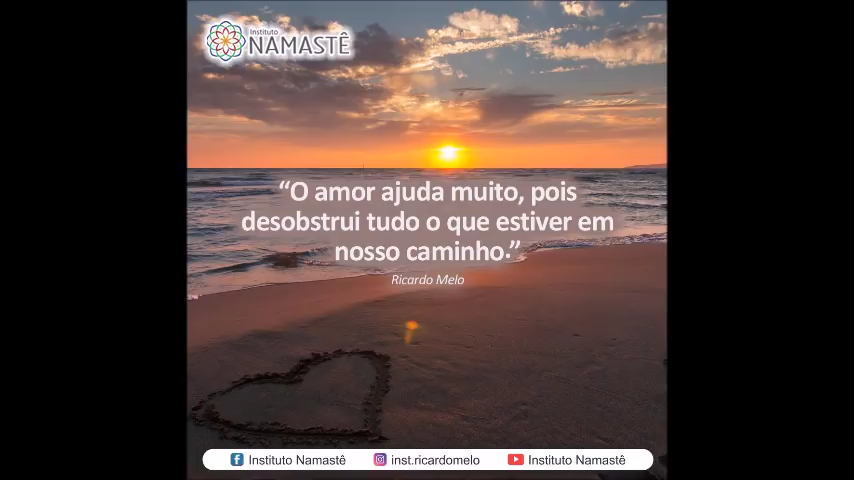 Instituto
NAMASTÊ
“O amor ajuda muito, pois
desobstrui tudo o que estiver em
nosso caminho.”
Ricardo Melo
Instituto Namastê inst.ricardomelo Instituto Namastê